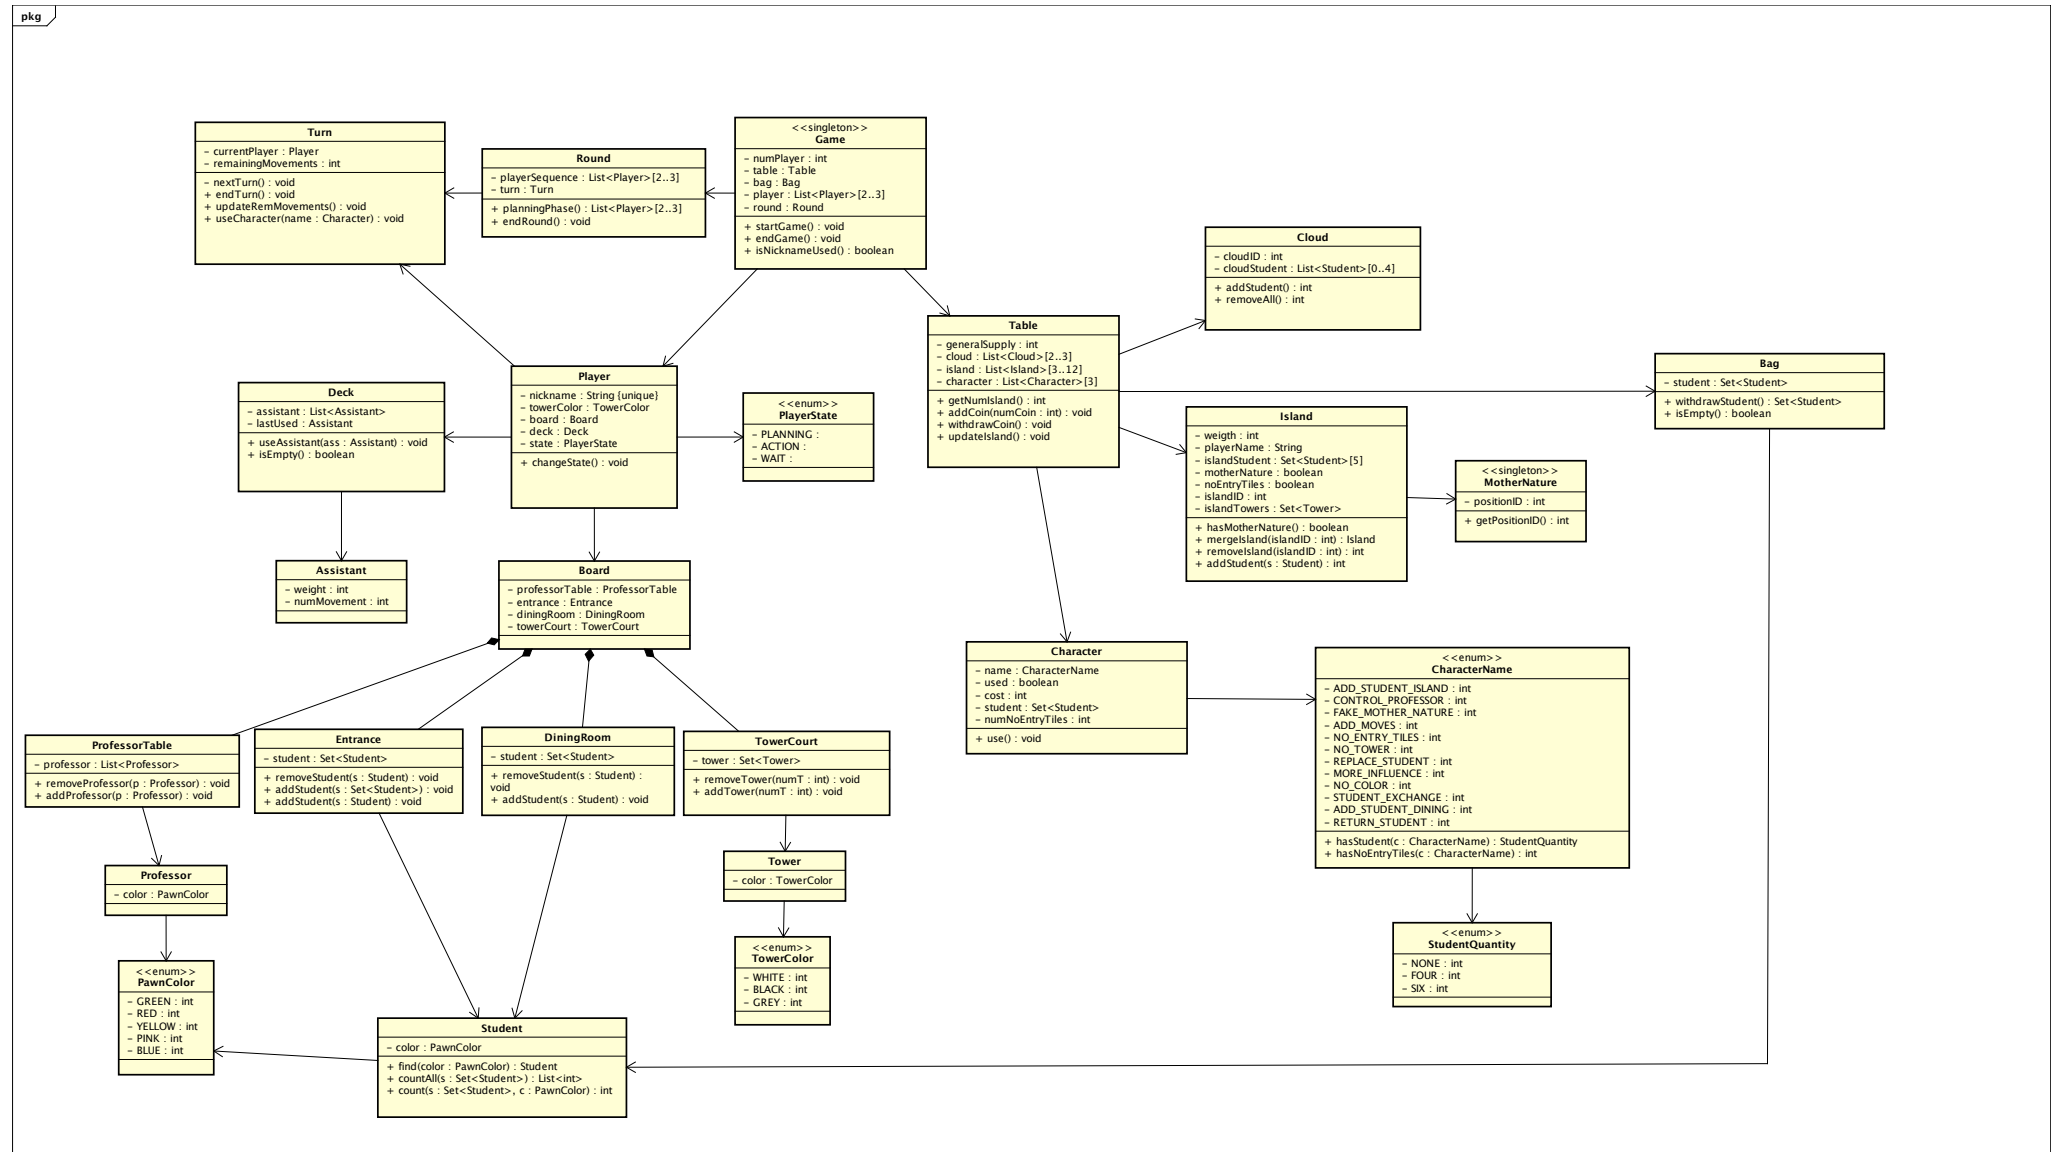 pkg
Turn
– currentPlayer : Player
– remainingMovements : int
– nextTurn() : void
+ endTurn() : void
+ updateRemMovements() : void
+ useCharacter(name : Character) : void
Round
– playerSequence : List<Player>[2..3]
– turn : Turn
+ planningPhase() : List<Player>[2..3]
+ endRound() : void
<<singleton>>
Game
– numPlayer : int
– table : Table
– bag : Bag
– player : List<Player>[2..3]
– round : Round
+ startGame() : void
+ endGame() : void
+ isNicknameUsed() : boolean
Cloud
– cloudID : int
– cloudStudent : List<Student>[0..4]
+ addStudent() : int
+ removeAll() : int
Table
– generalSupply : int
– cloud : List<Cloud>[2..3]
– island : List<Island>[3..12]
– character : List<Character>[3]
+ getNumIsland() : int
+ addCoin(numCoin : int) : void
+ withdrawCoin() : void
+ updateIsland() : void
Bag
– student : Set<Student>
+ withdrawStudent() : Set<Student>
+ isEmpty() : boolean
Player
– nickname : String {unique}
– towerColor : TowerColor
– board : Board
– deck : Deck
– state : PlayerState
+ changeState() : void
Deck
– assistant : List<Assistant>
– lastUsed : Assistant
+ useAssistant(ass : Assistant) : void
+ isEmpty() : boolean
<<enum>>
PlayerState
– PLANNING :
– ACTION :
– WAIT :
Island
– weigth : int
– playerName : String
– islandStudent : Set<Student>[5]
– motherNature : boolean
– noEntryTiles : boolean
– islandID : int
– islandTowers : Set<Tower>
+ hasMotherNature() : boolean
+ mergeIsland(islandID : int) : Island
+ removeIsland(islandID : int) : int
+ addStudent(s : Student) : int
<<singleton>>
MotherNature
– positionID : int
+ getPositionID() : int
Assistant
– weight : int
– numMovement : int
Board
– professorTable : ProfessorTable
– entrance : Entrance
– diningRoom : DiningRoom
– towerCourt : TowerCourt
Character
– name : CharacterName
– used : boolean
– cost : int
– student : Set<Student>
– numNoEntryTiles : int
+ use() : void
<<enum>>
CharacterName
– ADD_STUDENT_ISLAND : int
– CONTROL_PROFESSOR : int
– FAKE_MOTHER_NATURE : int
– ADD_MOVES : int
– NO_ENTRY_TILES : int
– NO_TOWER : int
– REPLACE_STUDENT : int
– MORE_INFLUENCE : int
– NO_COLOR : int
– STUDENT_EXCHANGE : int
– ADD_STUDENT_DINING : int
– RETURN_STUDENT : int
+ hasStudent(c : CharacterName) : StudentQuantity
+ hasNoEntryTiles(c : CharacterName) : int
ProfessorTable
– professor : List<Professor>
+ removeProfessor(p : Professor) : void
+ addProfessor(p : Professor) : void
Entrance
– student : Set<Student>
+ removeStudent(s : Student) : void
+ addStudent(s : Set<Student>) : void
+ addStudent(s : Student) : void
DiningRoom
– student : Set<Student>
+ removeStudent(s : Student) :
void
+ addStudent(s : Student) : void
TowerCourt
– tower : Set<Tower>
+ removeTower(numT : int) : void
+ addTower(numT : int) : void
Professor
– color : PawnColor
Tower
– color : TowerColor
<<enum>>
PawnColor
– GREEN : int
– RED : int
– YELLOW : int
– PINK : int
– BLUE : int
<<enum>>
TowerColor
– WHITE : int
– BLACK : int
– GREY : int
<<enum>>
StudentQuantity
– NONE : int
– FOUR : int
– SIX : int
Student
– color : PawnColor
+ find(color : PawnColor) : Student
+ countAll(s : Set<Student>) : List<int>
+ count(s : Set<Student>, c : PawnColor) : int